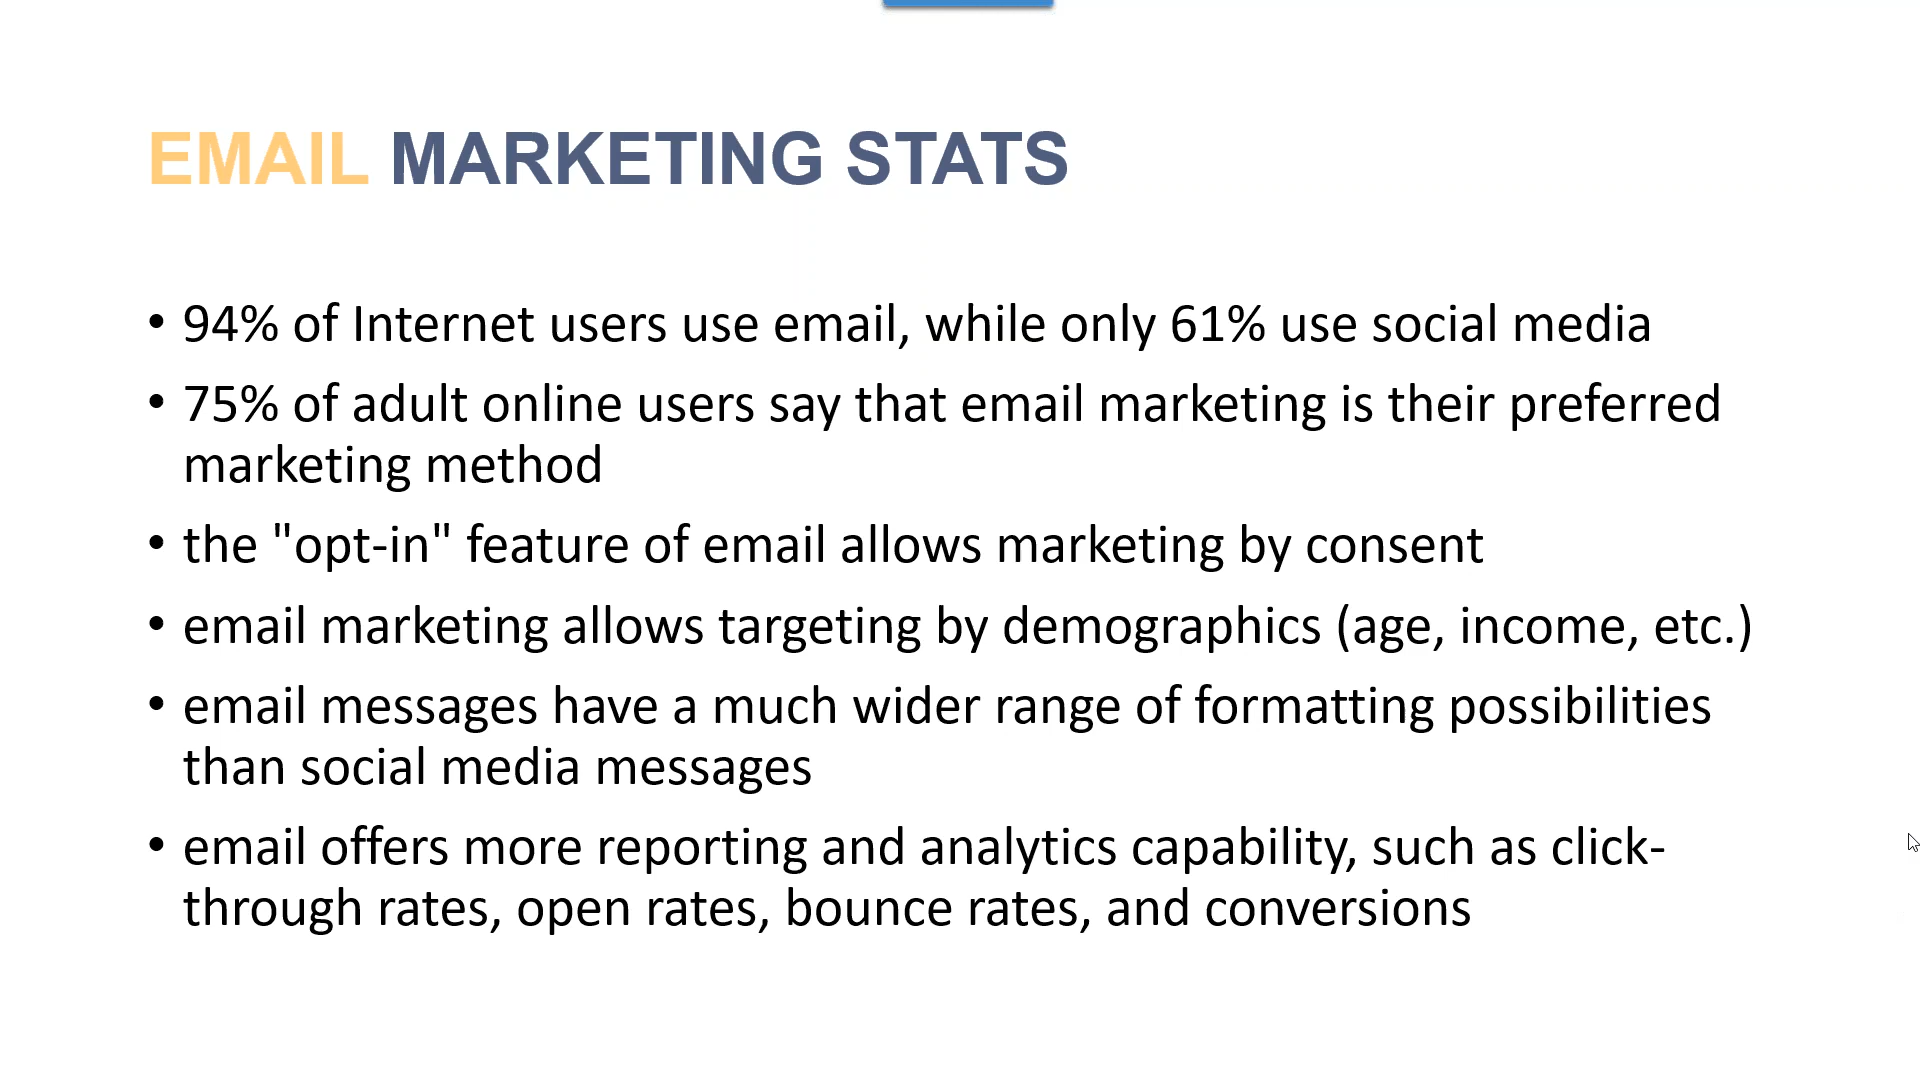 EMAIL MARKETING STATS
• 94% of Internet users use email, while only 61% use social media
• 75% of adult online users say that email marketing is their preferred
marketing method
• the "opt-in" feature of email allows marketing by consent
• email marketing allows targeting by demographics (age, income, etc.)
• email messages have a much wider range of formatting possibilities
than social media messages
• email offers more reporting and analytics capability, such as click-
through rates, open rates, bounce rates, and conversions